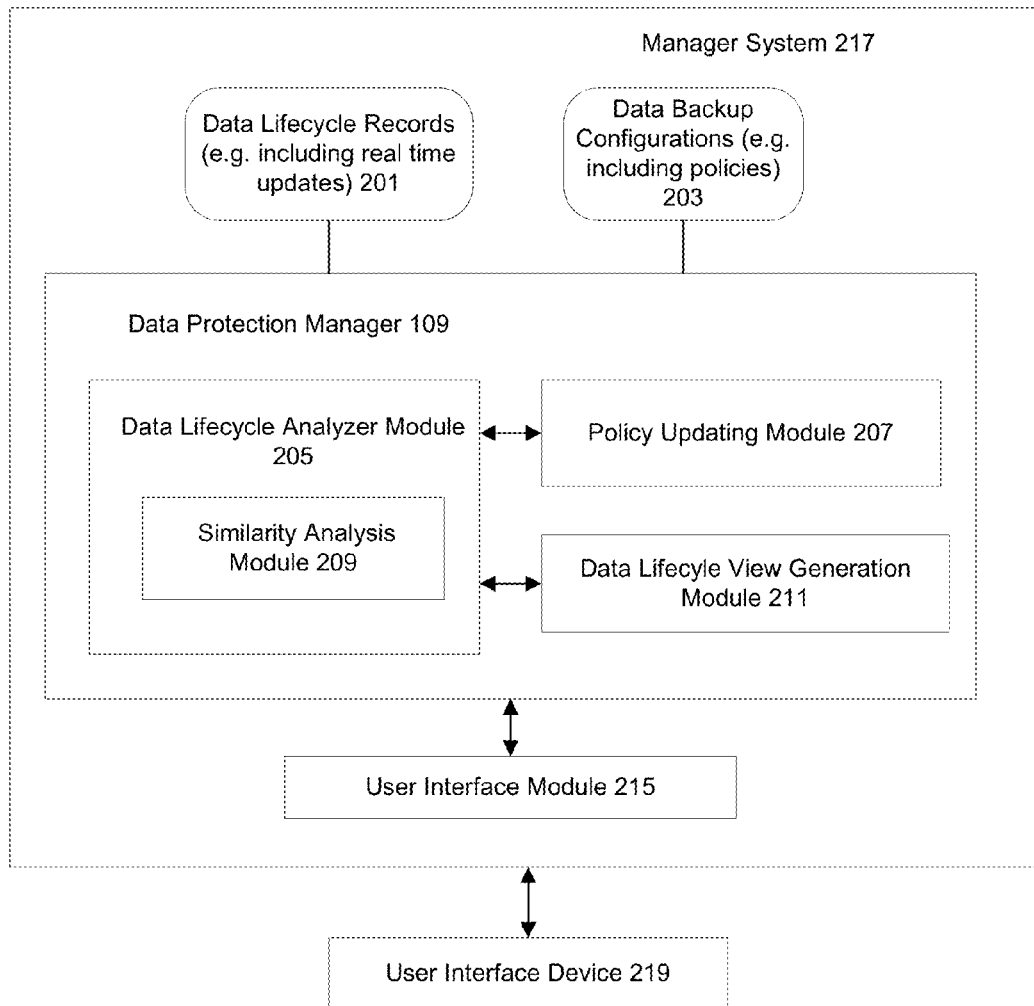 Manager System 217
Data Lifecycle Records
(e.g. including real time
updates) 201
Data Backup
Configurations (e.g.
including policies)
203
Data Protection Manager 109
Data Lifecycle Analyzer Module
205
Policy Updating Module 207
Similarity Analysis
Module 209
Data Lifecyle View Generation
Module 211
User Interface Module 215
User Interface Device 219